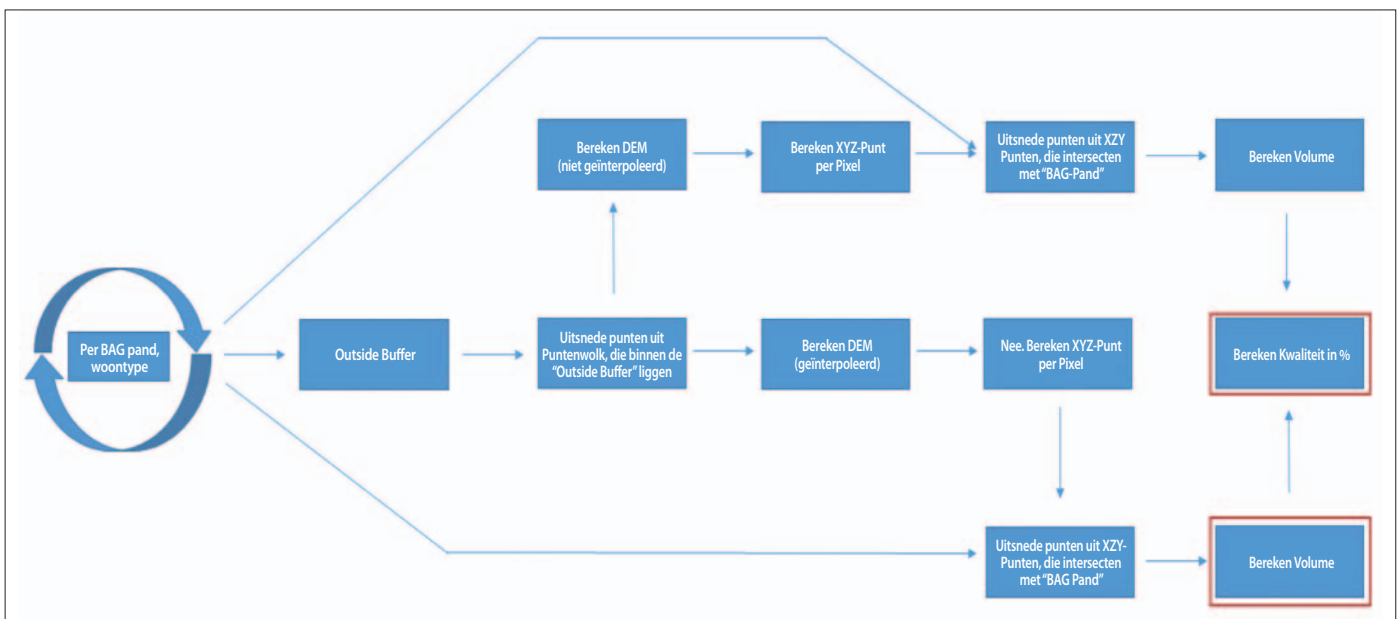 Bereken DEM
(niet geïnterpoleerd)
Bereken XYZ-Punt
per Pixel
Uitsnede punten uit XZY
Punten, die intersecten
met “BAG-Pand”
Bereken Volume
Per BAG pand,
woontype
Outside Buffer
Uitsnede punten uit
Puntenwolk, die binnen de
“Outside Buffer” liggen
Bereken DEM
(geïnterpoleerd)
Nee. Bereken XYZ-Punt
per Pixel
Bereken Kwaliteit in %
Uitsnede punten uit XZY-
Punten, die intersecten
met “BAG Pand”
Bereken Volume